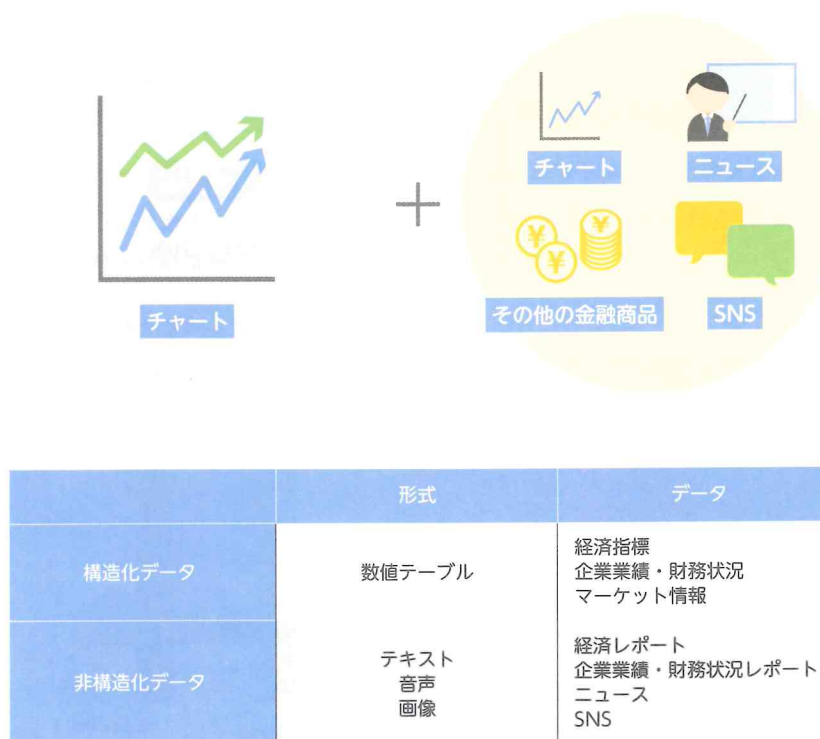 チャート
+
チャート
ニュース
¥
¥
¥
その他の金融商品
SNS
形式
データ
構造化データ
数値テーブル
経済指標
企業業績・財務状況
マーケット情報
非構造化データ
テキスト
音声
画像
経済レポート
企業業績・財務状況レポート
ニュース
SNS